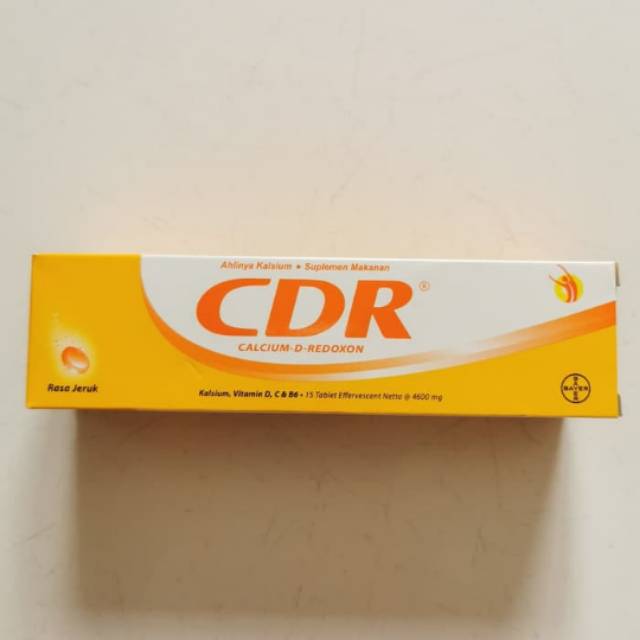 Ahlinya Kalsium • Suplemen Makanan
CDR®
CALCIUM-D-REDOXON
Rasa Jeruk
Kalsium, Vitamin D, C & B6 • 15 Tablet Effervescent Netto @ 4600 mg
BAYER
BAYER